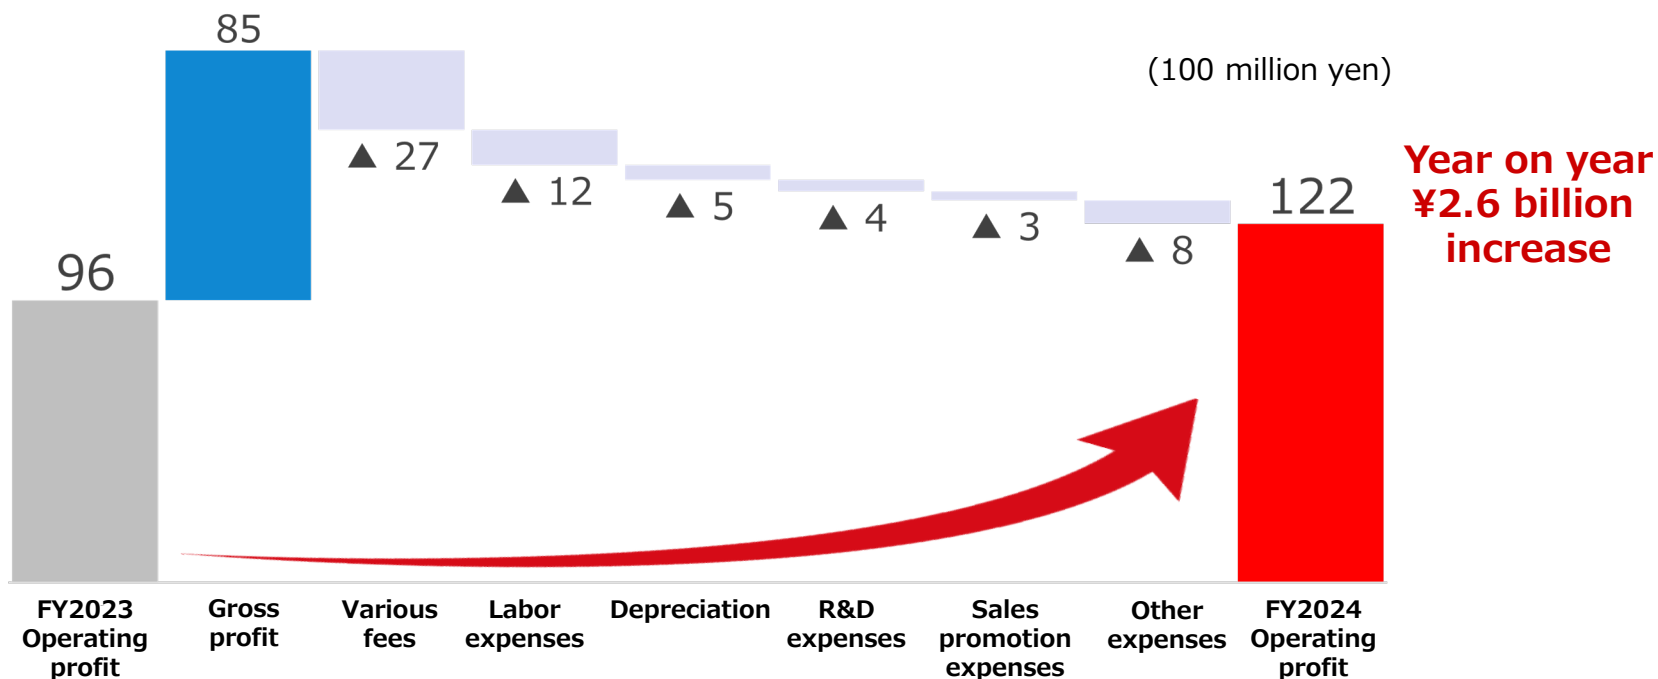 85
(100 million yen)
▲ 27
Year on year
¥2.6 billion
increase
▲ 12
▲ 5
▲ 4
▲ 3
122
▲ 8
96
FY2023
Operating
profit
Gross
profit
Various
fees
Labor
expenses
Depreciation
R&D
expenses
Sales
promotion
expenses
Other
expenses
FY2024
Operating
profit